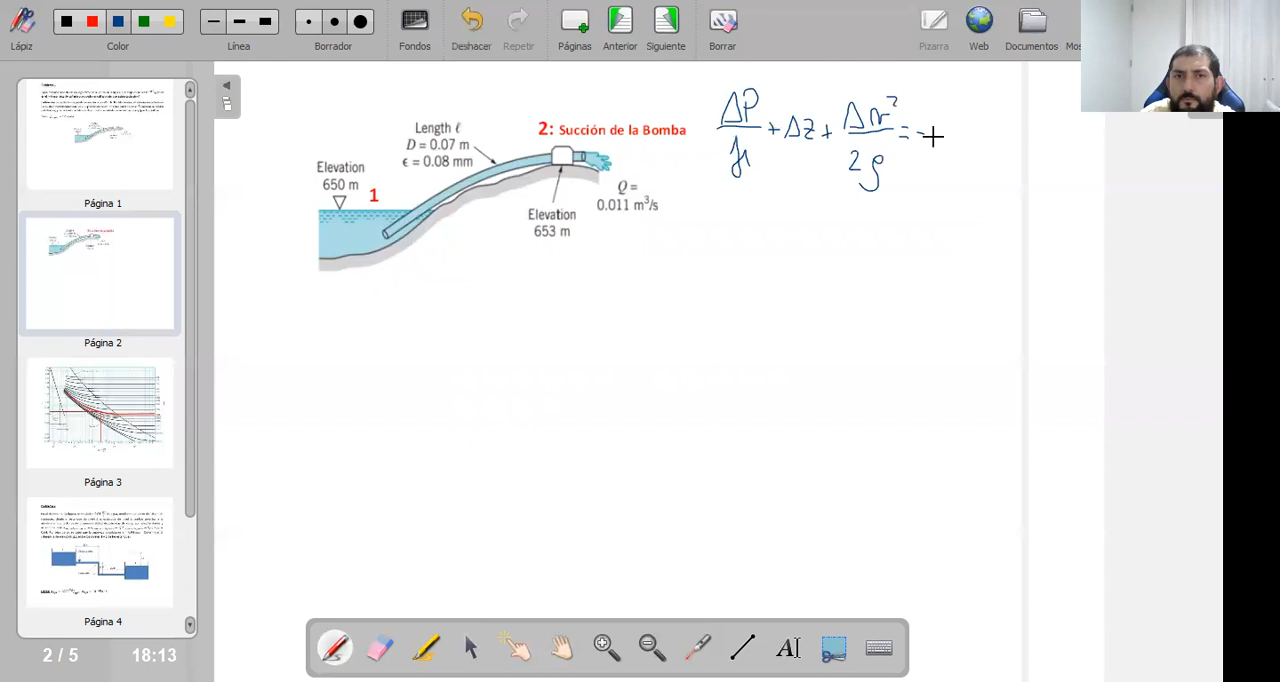 Lápiz
Color
Línea
Borrador
Fondos
Deshacer
Repetir
Páginas
Anterior
Siguiente
Borrar
Pizarra
Web
Documentos
Mos
Página 1
Página 2
Página 3
Página 4
2 / 5
18:13
Length ℓ
D = 0.07 m
ϵ = 0.08 mm
2: Succión de la Bomba
Elevation
650 m
1
Q =
0.011 m³/s
Elevation
653 m
ΔP/γ + Δz + Δv²/2g = -